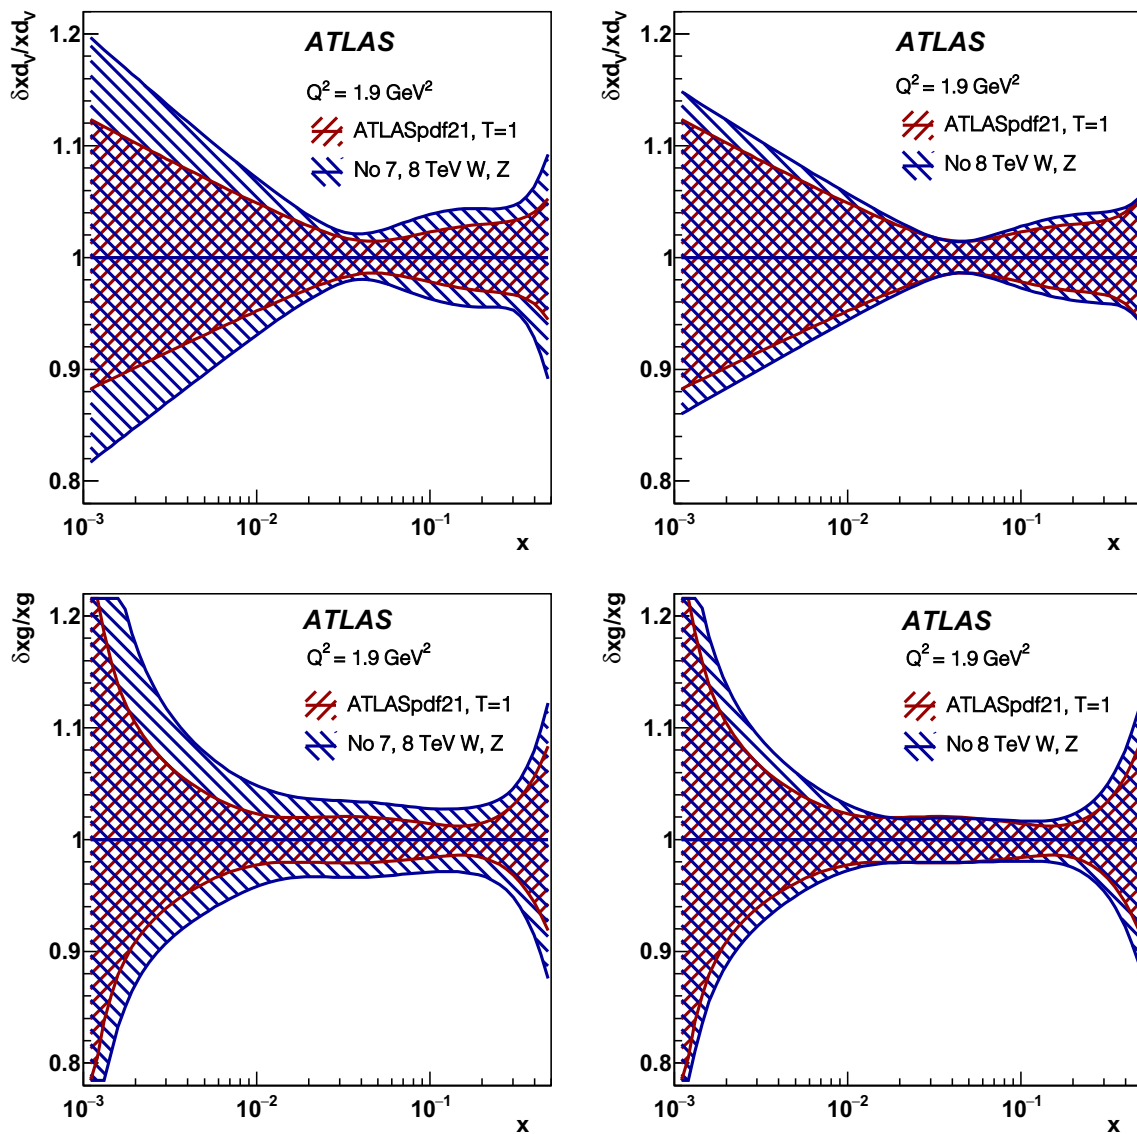 δxd_V/xd_V
1.2
1.1
1
0.9
0.8
ATLAS
Q² = 1.9 GeV²
ATLASpdf21, T=1
No 7, 8 TeV W, Z
10⁻³
10⁻²
10⁻¹
x
δxd_V/xd_V
1.2
1.1
1
0.9
0.8
ATLAS
Q² = 1.9 GeV²
ATLASpdf21, T=1
No 8 TeV W, Z
10⁻³
10⁻²
10⁻¹
x
δxg/xg
1.2
1.1
1
0.9
0.8
ATLAS
Q² = 1.9 GeV²
ATLASpdf21, T=1
No 7, 8 TeV W, Z
10⁻³
10⁻²
10⁻¹
x
δxg/xg
1.2
1.1
1
0.9
0.8
ATLAS
Q² = 1.9 GeV²
ATLASpdf21, T=1
No 8 TeV W, Z
10⁻³
10⁻²
10⁻¹
x